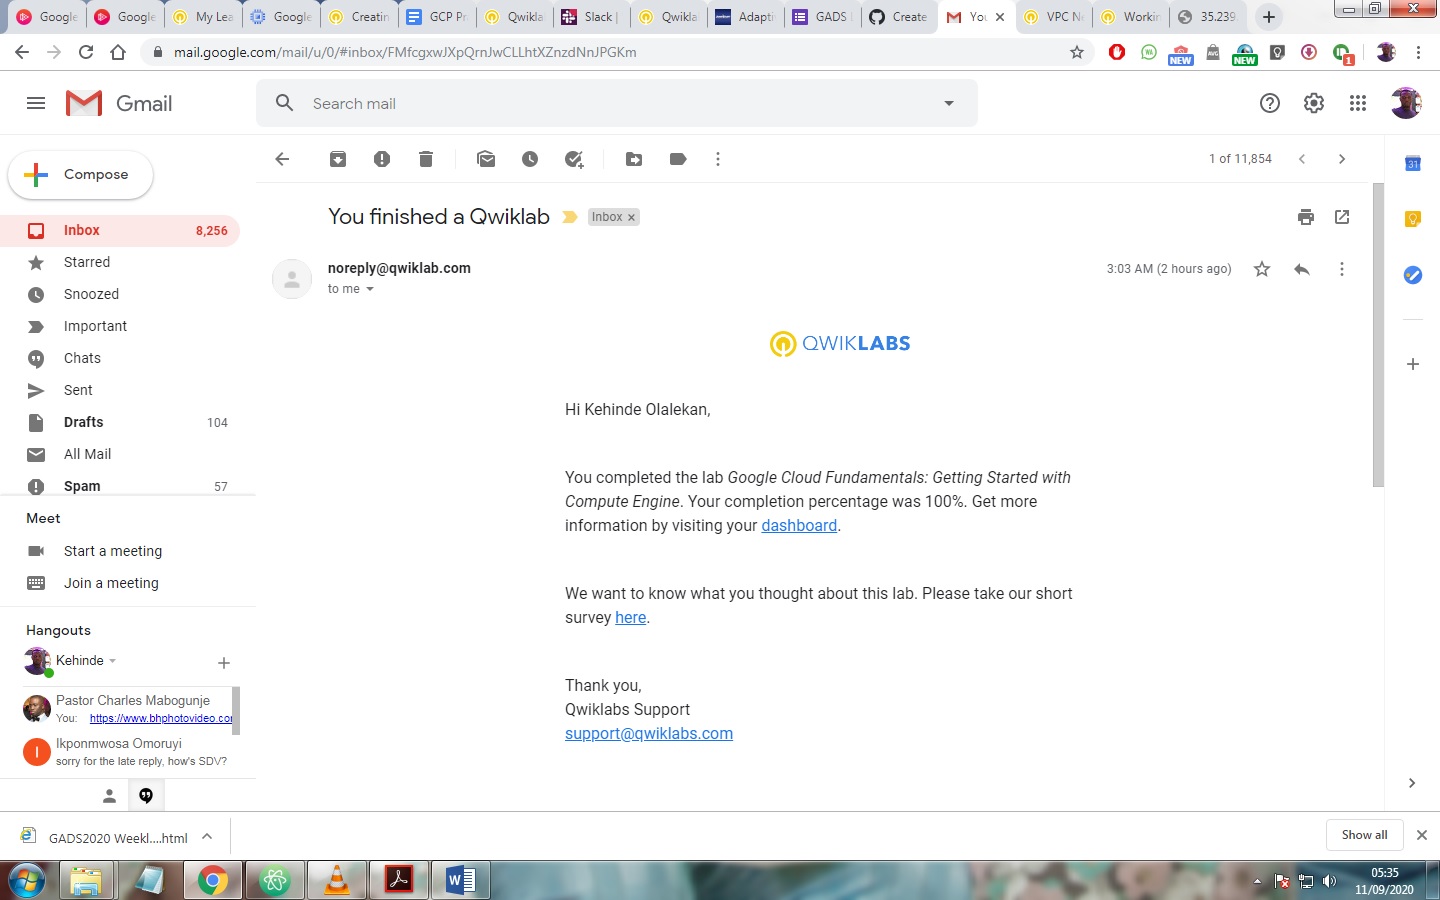 Google
Google
My Lea
Google
Creatin
GCP Pr
Qwikla
Slack |
Qwikla
Adapti
GADS
Create
You
VPC Ne
Workin
35.239.
mail.google.com/mail/u/0/#inbox/FMfcgxwJXpQrnJwCLLhtXZnzdNnJPGKm
NEW
AVG
NEW
1
Gmail
Search mail
Compose
1 of 11,854
31
Inbox 8,256
Starred
Snoozed
Important
Chats
Sent
Drafts 104
All Mail
Spam 57
Meet
Start a meeting
Join a meeting
Hangouts
Kehinde
Pastor Charles Mabogunje
You: https://www.bhphotovideo.cor
I
Ikponmwosa Omoruyi
sorry for the late reply, how's SDV?
You finished a Qwiklab
Inbox x
noreply@qwiklab.com
3:03 AM (2 hours ago)
to me
QWIKLABS
Hi Kehinde Olalekan,
You completed the lab Google Cloud Fundamentals: Getting Started with
Compute Engine. Your completion percentage was 100%. Get more
information by visiting your dashboard.
We want to know what you thought about this lab. Please take our short
survey here.
Thank you,
Qwiklabs Support
support@qwiklabs.com
GADS2020 Weekl....html
Show all
05:35
11/09/2020